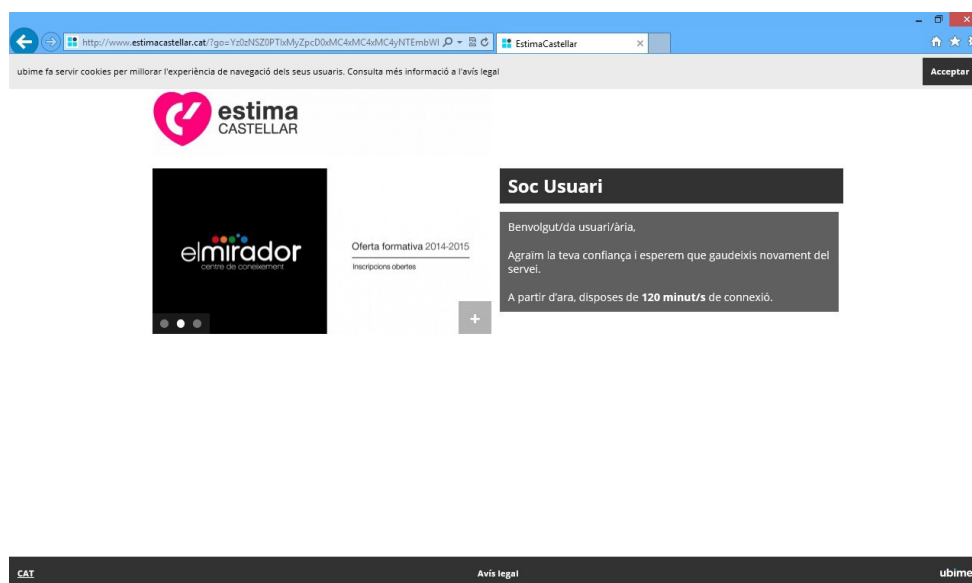 http://www.estimacastellar.cat/?go=Yz0zNSZ0PTIxMyZpcD0xMC4xMC4xMC4yNTEmbWl
EstimaCastellar
ubime fa servir cookies per millorar l'experiència de navegació dels seus usuaris. Consulta més informació a l'avís legal
Acceptar
estima
CASTELLAR
elmirador
centre de coneixement
Oferta formativa 2014-2015
Inscripcions obertes
+
Soc Usuari
Benvolgut/da usuari/ària,
Agraïm la teva confiança i esperem que gaudeixis novament del
servei.
A partir d'ara, disposes de 120 minut/s de connexió.
CAT
Avís legal
ubime